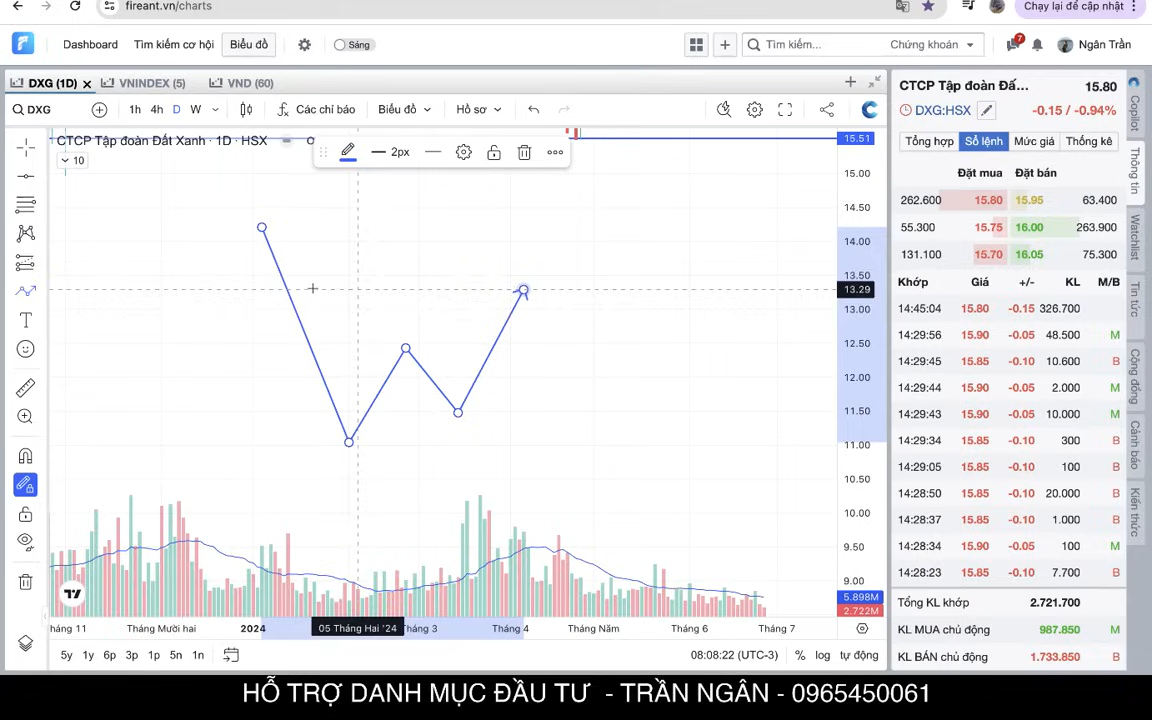 fireant.vn/charts
Chạy lại để cập nhật
Dashboard Tìm kiếm cơ hội Biểu đồ Sáng
Tìm kiếm... Chứng khoán 7 Ngân Trần
DXG (1D) VNINDEX (5) VND (60)
DXG 1h 4h D W Các chỉ báo Biểu đồ Hồ sơ
CTCP Tập đoàn Đất Xanh · 1D · HSX
10
2px
15.51
15.00
14.50
14.00
13.50
13.29
13.00
12.50
12.00
11.50
11.00
10.50
10.00
9.50
9.00
5.898M
2.722M
háng 11 Tháng Mười hai 2024 05 Tháng Hai '24 Tháng 3 Tháng 4 Tháng Năm Tháng 6 Tháng 7
5y 1y 6p 3p 1p 5n 1n 08:08:22 (UTC-3) % log tự động
CTCP Tập đoàn Đấ... 15.80
DXG:HSX -0.15 / -0.94%
Tổng hợp Sổ lệnh Mức giá Thống kê
Đặt mua Đặt bán
262.600 15.80 15.95 63.400
55.300 15.75 16.00 263.900
131.100 15.70 16.05 75.300
Khớp Giá +/- KL M/B
14:45:04 15.80 -0.15 326.700
14:29:56 15.90 -0.05 48.500 M
14:29:45 15.85 -0.10 10.600 B
14:29:44 15.90 -0.05 2.000 M
14:29:43 15.90 -0.05 10.000 M
14:29:34 15.85 -0.10 300 B
14:29:05 15.85 -0.10 100 B
14:28:50 15.85 -0.10 20.000 B
14:28:37 15.85 -0.10 1.000 B
14:28:34 15.90 -0.05 100 M
14:28:23 15.85 -0.10 7.700 B
Tổng KL khớp 2.721.700
KL MUA chủ động 987.850 M
KL BÁN chủ động 1.733.850 B
Copilot
Thông tin
Watchlist
Tin tức
Cộng đồng
Cảnh báo
Kiến thức
HỖ TRỢ DANH MỤC ĐẦU TƯ - TRẦN NGÂN - 0965450061